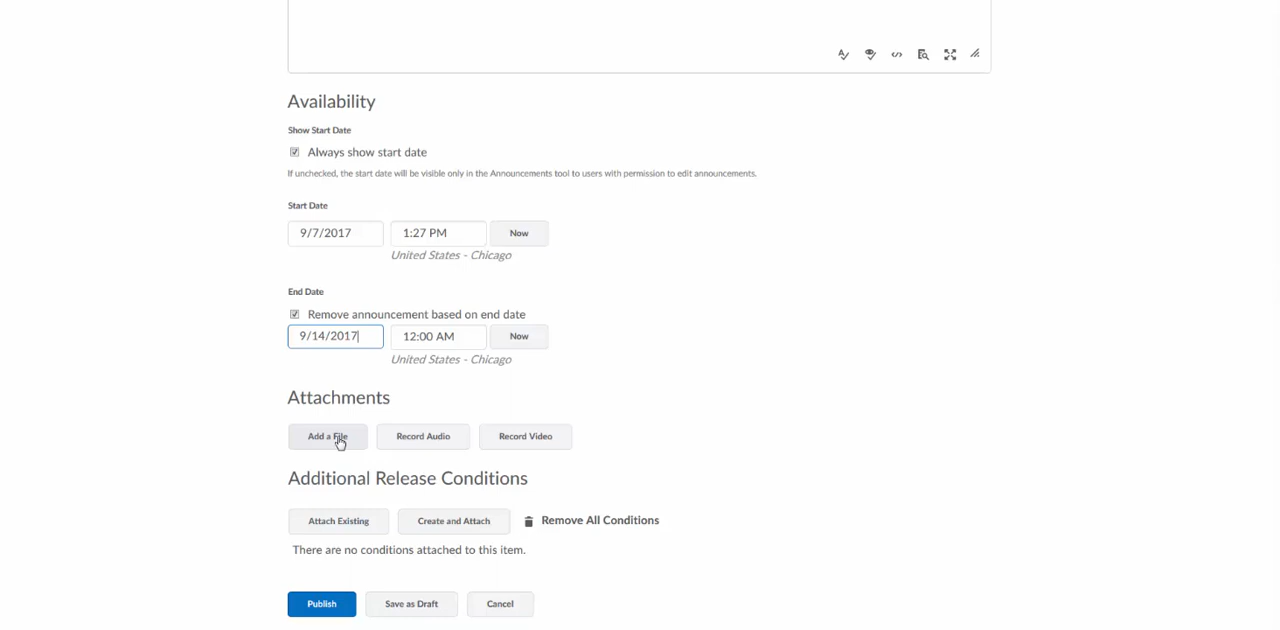 Availability
Show Start Date
Always show start date
If unchecked, the start date will be visible only in the Announcements tool to users with permission to edit announcements.
Start Date
9/7/2017 1:27 PM Now
United States - Chicago
End Date
Remove announcement based on end date
9/14/2017 12:00 AM Now
United States - Chicago
Attachments
Add a File Record Audio Record Video
Additional Release Conditions
Attach Existing Create and Attach Remove All Conditions
There are no conditions attached to this item.
Publish Save as Draft Cancel